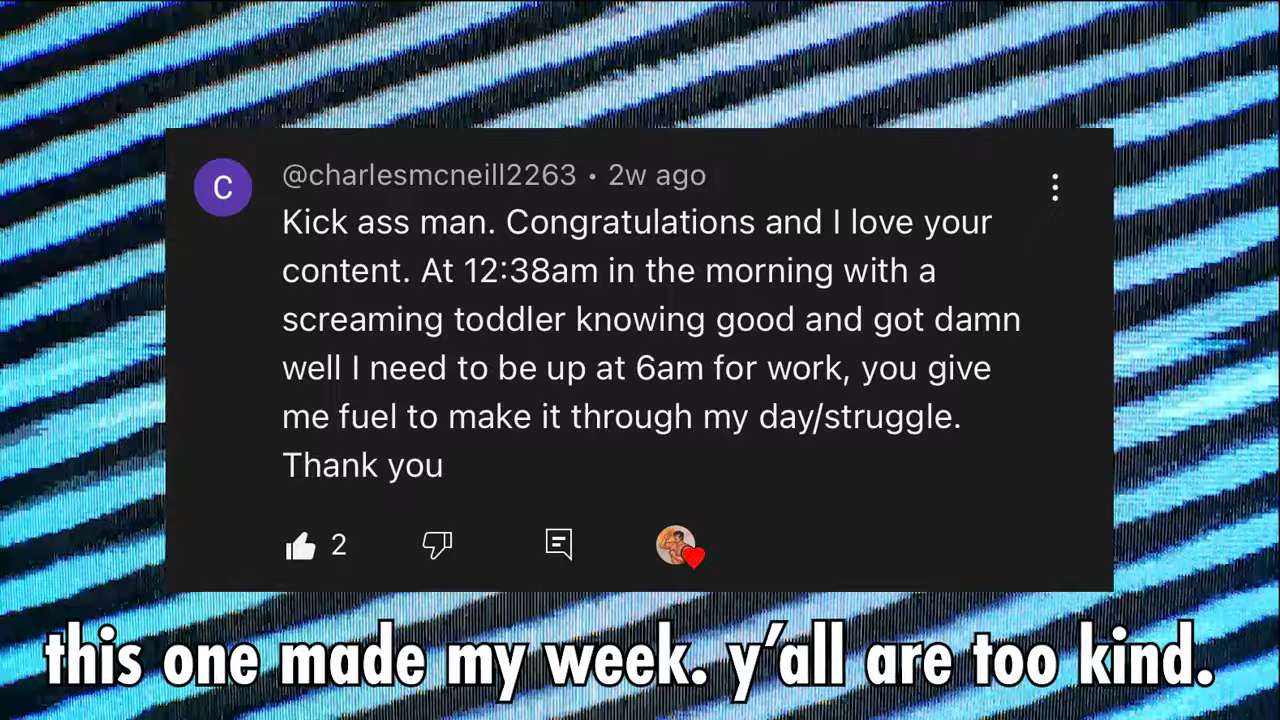 C
@charlesmcneill2263 • 2w ago
Kick ass man. Congratulations and I love your
content. At 12:38am in the morning with a
screaming toddler knowing good and got damn
well I need to be up at 6am for work, you give
me fuel to make it through my day/struggle.
Thank you
2
this one made my week. y'all are too kind.